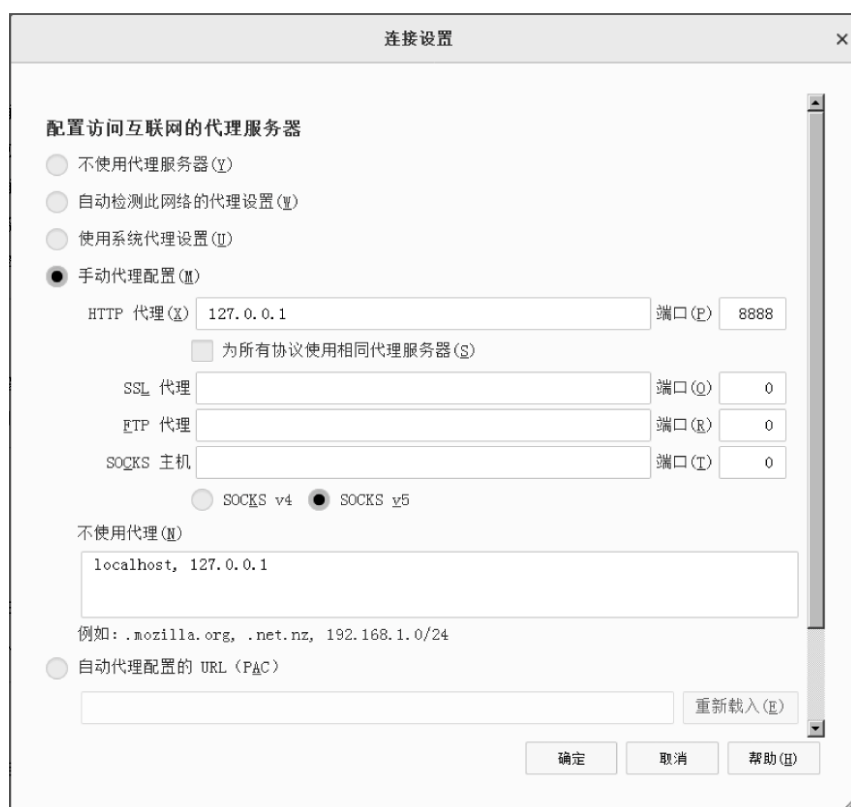 连接设置 ×
配置访问互联网的代理服务器
不使用代理服务器(Y)
自动检测此网络的代理设置(W)
使用系统代理设置(U)
手动代理配置(M)
HTTP 代理(X) 127.0.0.1 端口(P) 8888
为所有协议使用相同代理服务器(S)
SSL 代理 端口(O) 0
FTP 代理 端口(R) 0
SOCKS 主机 端口(T) 0
SOCKS v4 SOCKS v5
不使用代理(N)
localhost, 127.0.0.1
例如: .mozilla.org, .net.nz, 192.168.1.0/24
自动代理配置的 URL（PAC）
重新载入(E)
确定 取消 帮助(H)